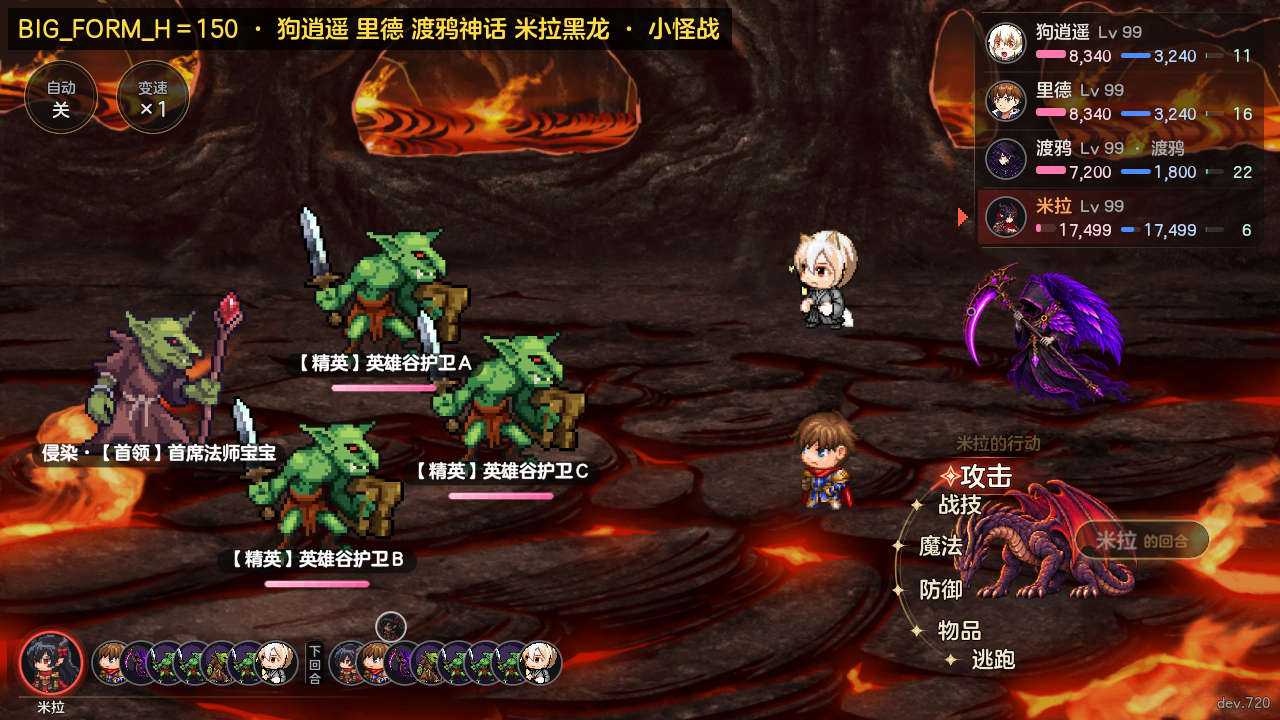 BIG_FORM_H=150 · 狗逍遥 里德 渡鸦神话 米拉黑龙 · 小怪战
自动
关
变速
×1
狗逍遥 Lv 99
8,340 3,240 11
里德 Lv 99
8,340 3,240 16
渡鸦 Lv 99 · 渡鸦
7,200 1,800 22
米拉 Lv 99
17,499 17,499 6
【精英】英雄谷护卫A
侵染·【首领】首席法师宝宝
【精英】英雄谷护卫C
【精英】英雄谷护卫B
米拉的行动
攻击
战技
魔法
防御
物品
逃跑
米拉 的回合
下回合
米拉
dev.720